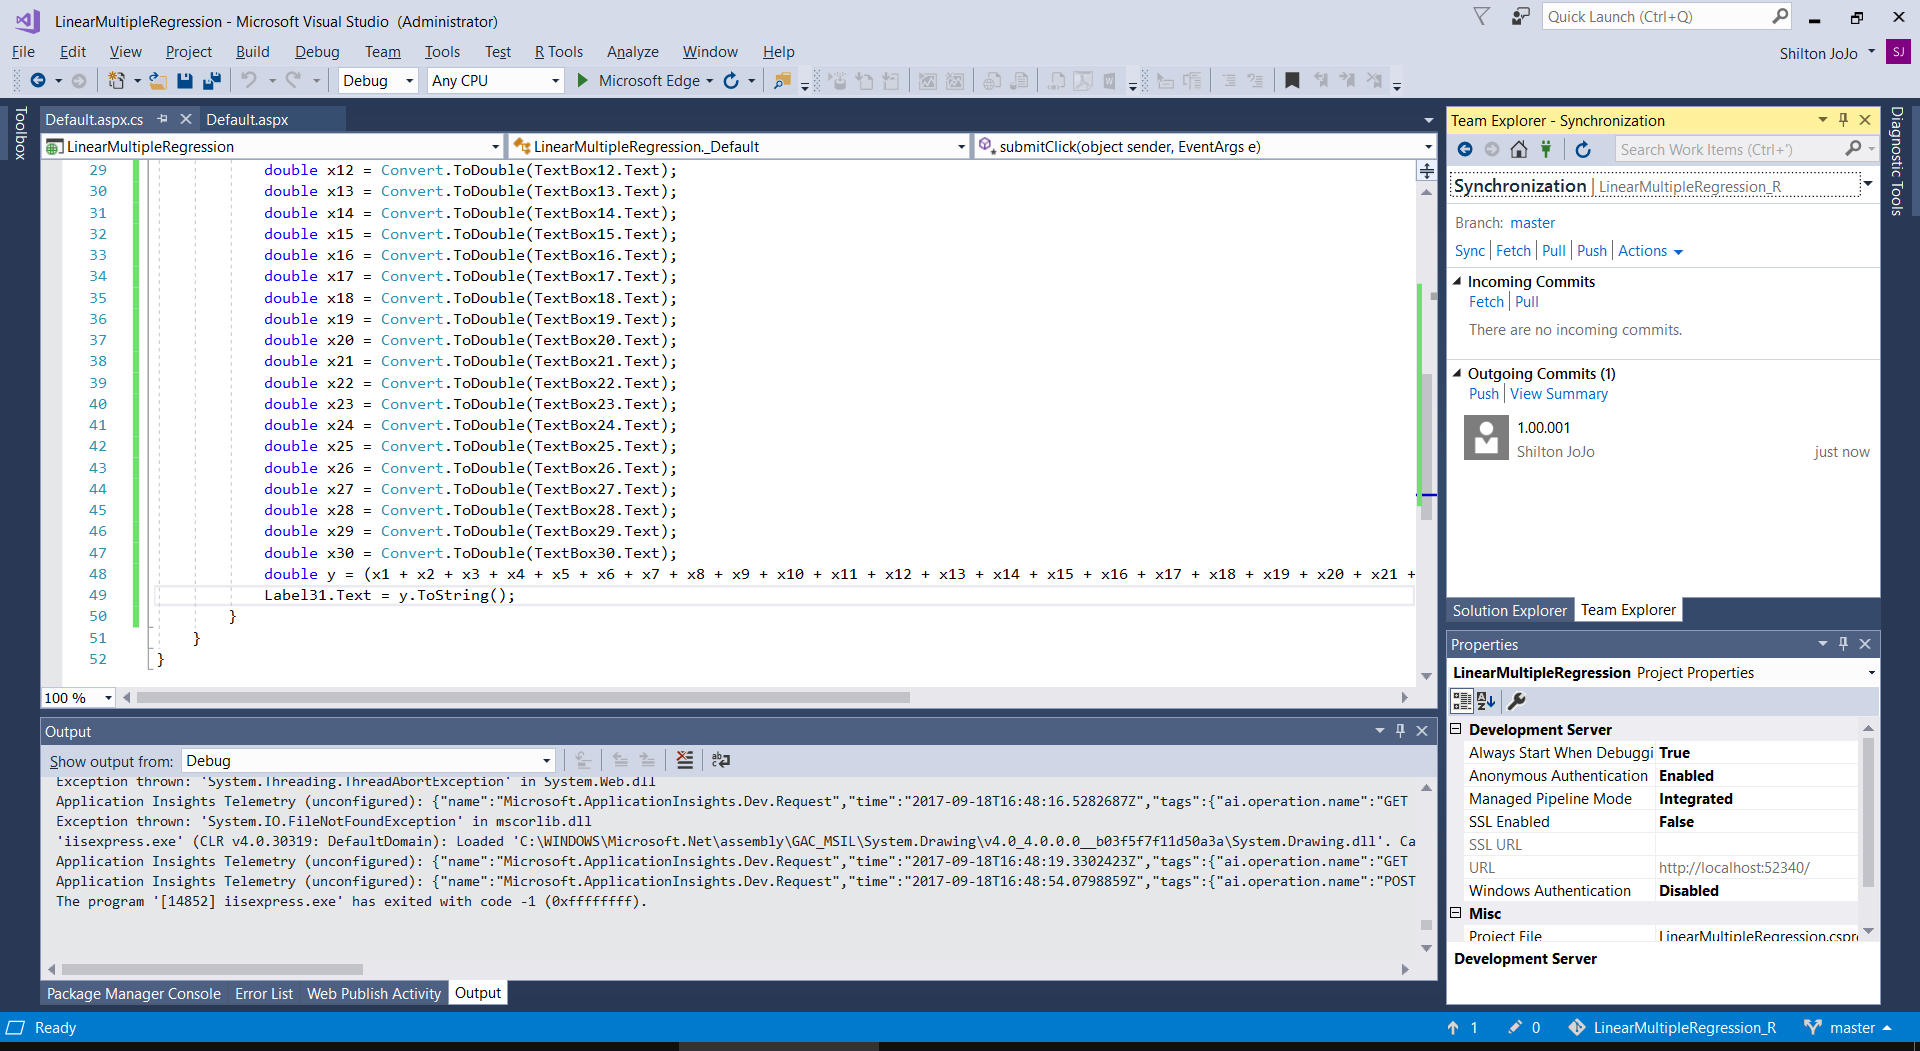 LinearMultipleRegression - Microsoft Visual Studio  (Administrator)
Quick Launch (Ctrl+Q)
File Edit View Project Build Debug Team Tools Test R Tools Analyze Window Help
Shilton JoJo SJ
Debug Any CPU Microsoft Edge
Toolbox
Default.aspx.cs Default.aspx
LinearMultipleRegression LinearMultipleRegression._Default submitClick(object sender, EventArgs e)
29 double x12 = Convert.ToDouble(TextBox12.Text);
30 double x13 = Convert.ToDouble(TextBox13.Text);
31 double x14 = Convert.ToDouble(TextBox14.Text);
32 double x15 = Convert.ToDouble(TextBox15.Text);
33 double x16 = Convert.ToDouble(TextBox16.Text);
34 double x17 = Convert.ToDouble(TextBox17.Text);
35 double x18 = Convert.ToDouble(TextBox18.Text);
36 double x19 = Convert.ToDouble(TextBox19.Text);
37 double x20 = Convert.ToDouble(TextBox20.Text);
38 double x21 = Convert.ToDouble(TextBox21.Text);
39 double x22 = Convert.ToDouble(TextBox22.Text);
40 double x23 = Convert.ToDouble(TextBox23.Text);
41 double x24 = Convert.ToDouble(TextBox24.Text);
42 double x25 = Convert.ToDouble(TextBox25.Text);
43 double x26 = Convert.ToDouble(TextBox26.Text);
44 double x27 = Convert.ToDouble(TextBox27.Text);
45 double x28 = Convert.ToDouble(TextBox28.Text);
46 double x29 = Convert.ToDouble(TextBox29.Text);
47 double x30 = Convert.ToDouble(TextBox30.Text);
48 double y = (x1 + x2 + x3 + x4 + x5 + x6 + x7 + x8 + x9 + x10 + x11 + x12 + x13 + x14 + x15 + x16 + x17 + x18 + x19 + x20 + x21 +
49 Label31.Text = y.ToString();
50 }
51 }
52 }
100 %
Output
Show output from: Debug
Exception thrown: 'System.Threading.ThreadAbortException' in System.Web.dll
Application Insights Telemetry (unconfigured): {"name":"Microsoft.ApplicationInsights.Dev.Request","time":"2017-09-18T16:48:16.5282687Z","tags":{"ai.operation.name":"GET
Exception thrown: 'System.IO.FileNotFoundException' in mscorlib.dll
'iisexpress.exe' (CLR v4.0.30319: DefaultDomain): Loaded 'C:\WINDOWS\Microsoft.Net\assembly\GAC_MSIL\System.Drawing\v4.0_4.0.0.0__b03f5f7f11d50a3a\System.Drawing.dll'. Ca
Application Insights Telemetry (unconfigured): {"name":"Microsoft.ApplicationInsights.Dev.Request","time":"2017-09-18T16:48:19.3302423Z","tags":{"ai.operation.name":"GET
Application Insights Telemetry (unconfigured): {"name":"Microsoft.ApplicationInsights.Dev.Request","time":"2017-09-18T16:48:54.0798859Z","tags":{"ai.operation.name":"POST
The program '[14852] iisexpress.exe' has exited with code -1 (0xffffffff).
Package Manager Console Error List Web Publish Activity Output
Team Explorer - Synchronization
Search Work Items (Ctrl+')
Synchronization | LinearMultipleRegression_R
Branch: master
Sync | Fetch | Pull | Push | Actions
Incoming Commits
Fetch | Pull
There are no incoming commits.
Outgoing Commits (1)
Push | View Summary
1.00.001
Shilton JoJo just now
Solution Explorer Team Explorer
Properties
LinearMultipleRegression Project Properties
Development Server
Always Start When Debuggi True
Anonymous Authentication Enabled
Managed Pipeline Mode Integrated
SSL Enabled False
SSL URL
URL http://localhost:52340/
Windows Authentication Disabled
Misc
Project File LinearMultipleRegression.cspr
Development Server
Diagnostic Tools
Ready 1 0 LinearMultipleRegression_R master